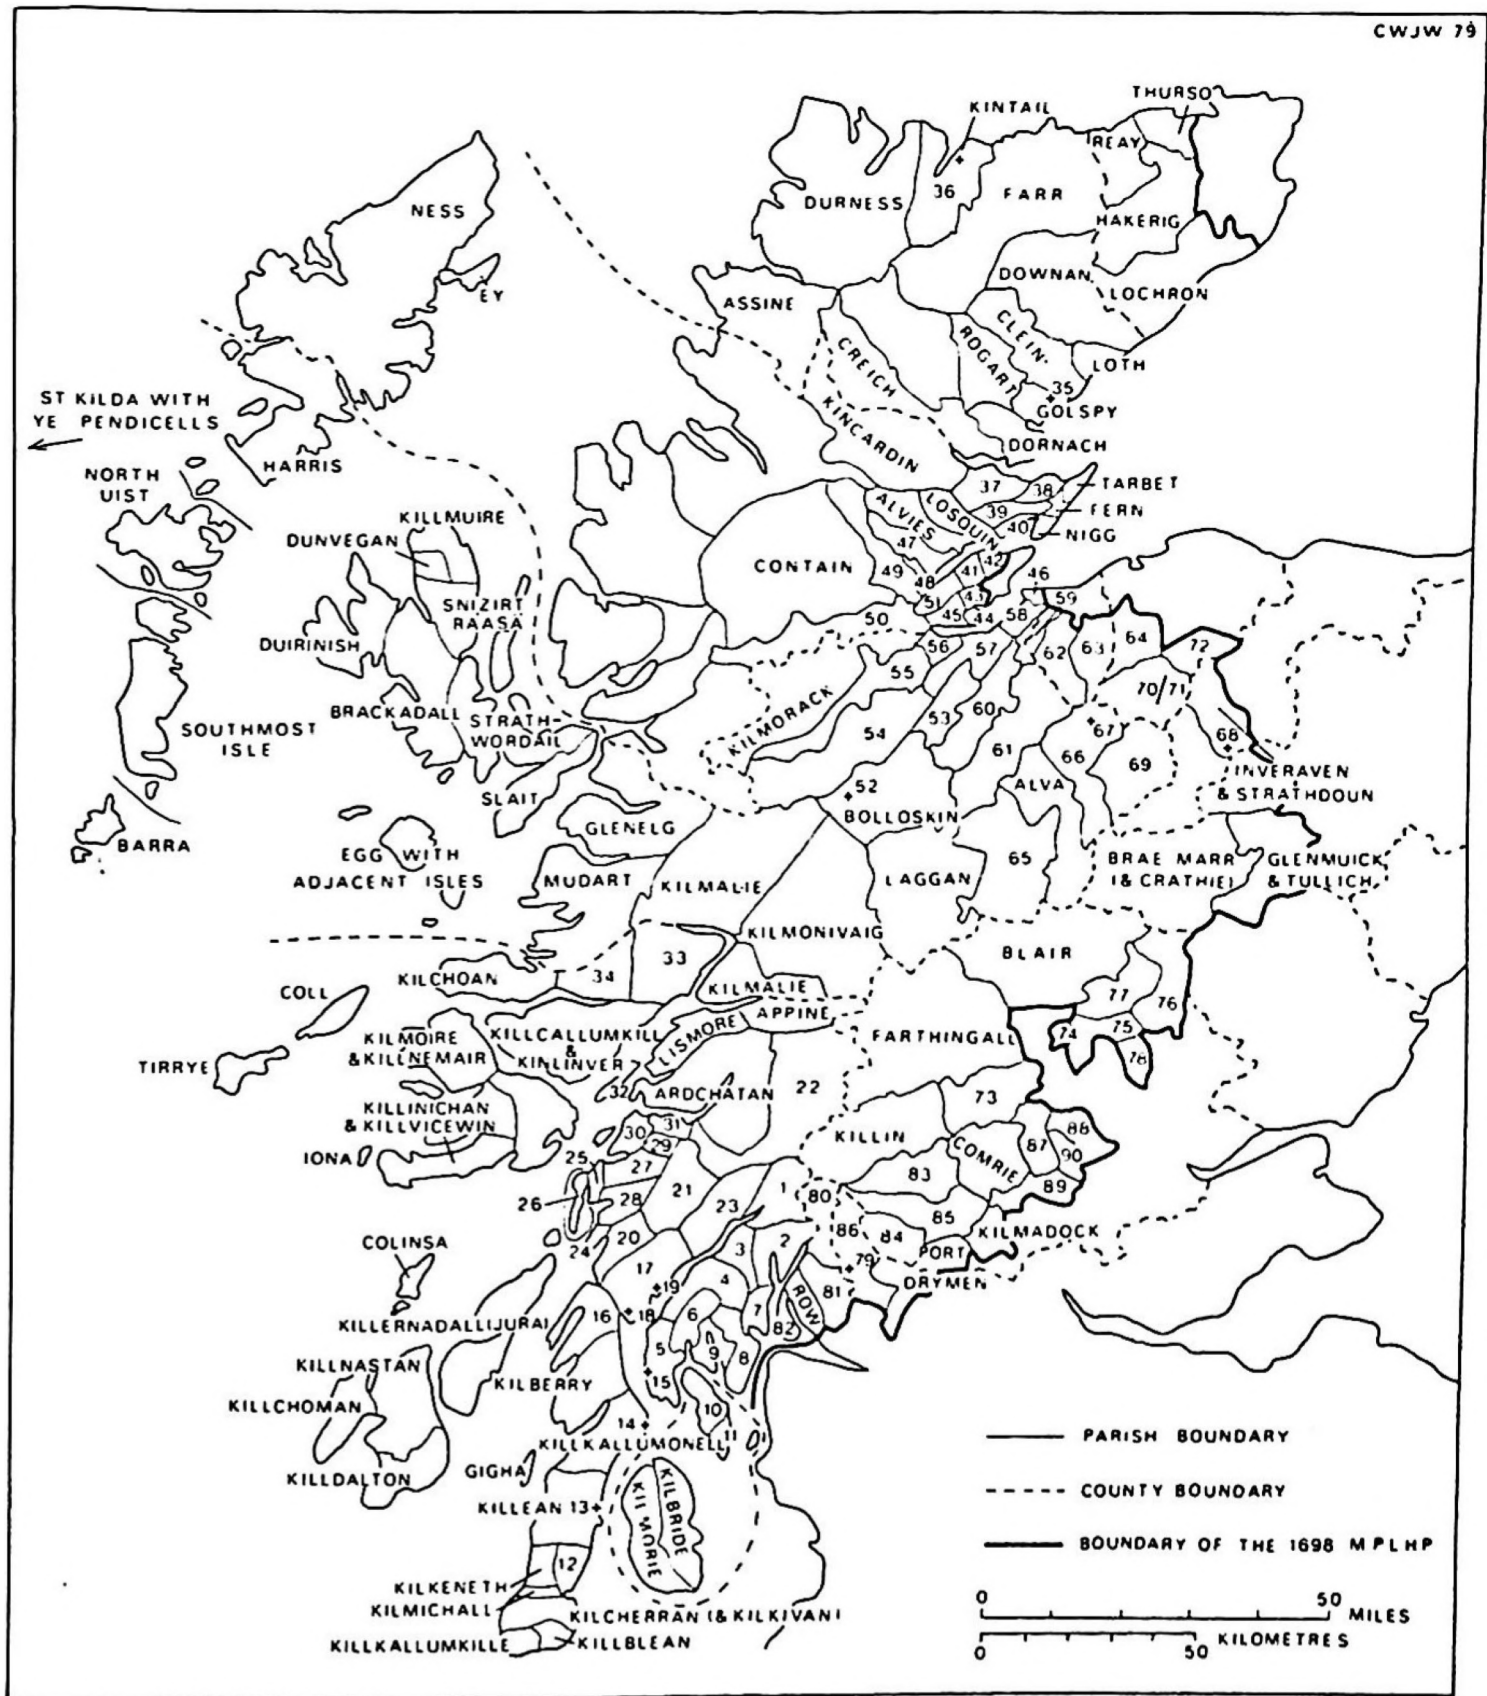 CWJW 79
THURSO
KINTAIL
REAY
NESS
DURNESS
36
FARR
HAKERIG
EY
DOWNAN
ASSINE
LOCHRON
CLEIN-
CREICH
ROGART
LOTH
35
ST KILDA WITH
YE PENDICELLS
GOLSPY
KINCARDIN
DORNACH
HARRIS
NORTH
UIST
37
38
TARBET
ALVIES
LOSQUIN
39
FERN
KILLMUIRE
40
NIGG
DUNVEGAN
47
CONTAIN
42
49
48
41
46
SNIZIRT
RAASA
51
43
59
50
45
44
58
DUIRINISH
56
57
62
63
64
72
55
70/71
BRACKADALL
STRATH-
WORDAIL
KILMORACK
53
60
67
68
SOUTHMOST
ISLE
54
61
66
69
INVERAVEN
& STRATHDOUN
SLAIT
52
ALVA
GLENELG
BOLLOSKIN
BARRA
EGG WITH
ADJACENT ISLES
65
BRAE MARR
(& CRATHIE)
GLENMUICK
& TULLICH
MUDART
KILMALIE
LAGGAN
KILMONIVAIG
BLAIR
33
KILCHOAN
34
KILMALIE
77
76
COLL
APPINE
KILMOIRE
& KILLNEMAIR
KILLCALLUMKILL
&
KINLINVER
LISMORE
FARTHINGALL
74
75
78
TIRRYE
32
ARDCHATAN
22
73
KILLINICHAN
& KILLVICEWIN
30
31
KILLIN
88
87
COMRIE
90
IONA
25
29
27
83
89
26
28
21
1
80
23
85
KILMADOCK
COLINSA
24
20
86
84
3
2
PORT
17
79
DRYMEN
19
4
81
ROW
16
18
6
7
82
KILLERNADALLIJURAI
5
9
8
KILLNASTAN
15
KILBERRY
KILLCHOMAN
10
14
11
KILLKALLUMONELL
PARISH BOUNDARY
GIGHA
KILLDALTON
COUNTY BOUNDARY
KILLEAN 13
KILMORIE
KILBRIDE
BOUNDARY OF THE 1698 MPLHP
12
KILKENETH
KILMICHALL
KILCHERRAN (& KILKIVAN)
0 50 MILES
KILLKALLUMKILLE
KILLBLEAN
0 50 KILOMETRES